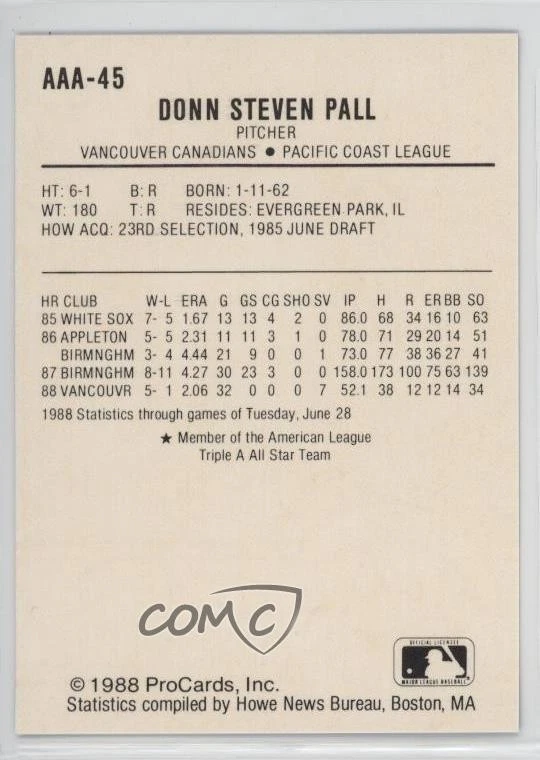 AAA-45
DONN STEVEN PALL
PITCHER
VANCOUVER CANADIANS ● PACIFIC COAST LEAGUE
HT: 6-1 B: R BORN: 1-11-62
WT: 180 T: R RESIDES: EVERGREEN PARK, IL
HOW ACQ: 23RD SELECTION, 1985 JUNE DRAFT
HR CLUB W-L ERA G GS CG SHO SV IP H R ER BB SO
85 WHITE SOX 7- 5 1.67 13 13 4 2 0 86.0 68 34 16 10 63
86 APPLETON 5- 5 2.31 11 11 3 1 0 78.0 71 29 20 14 51
BIRMNGHM 3- 4 4.44 21 9 0 0 1 73.0 77 38 36 27 41
87 BIRMNGHM 8-11 4.27 30 23 3 0 0 158.0 173 100 75 63 139
88 VANCOUVR 5- 1 2.06 32 0 0 0 7 52.1 38 12 12 14 34
1988 Statistics through games of Tuesday, June 28
★ Member of the American League
Triple A All Star Team
COMC
OFFICIAL LICENSEE
MAJOR LEAGUE BASEBALL
© 1988 ProCards, Inc.
Statistics compiled by Howe News Bureau, Boston, MA